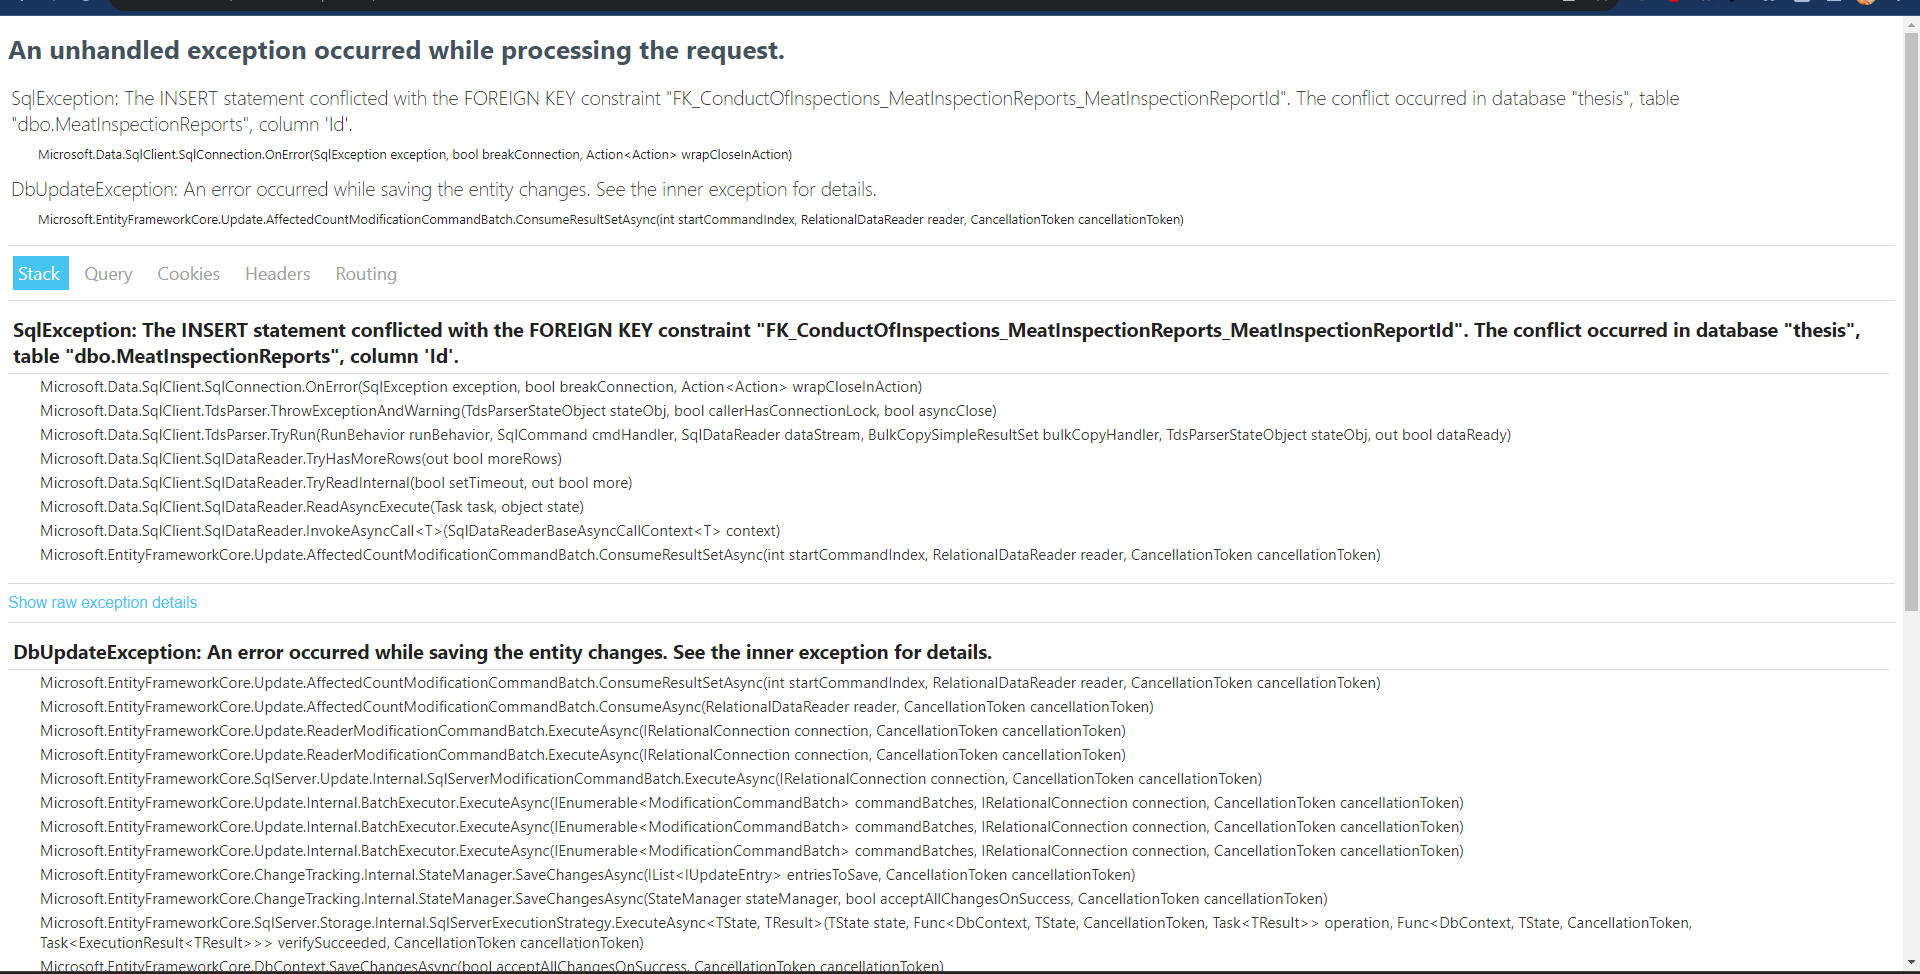 An unhandled exception occurred while processing the request.
SqlException: The INSERT statement conflicted with the FOREIGN KEY constraint "FK_ConductOfInspections_MeatInspectionReports_MeatInspectionReportId". The conflict occurred in database "thesis", table
"dbo.MeatInspectionReports", column 'Id'.
Microsoft.Data.SqlClient.SqlConnection.OnError(SqlException exception, bool breakConnection, Action<Action> wrapCloseInAction)
DbUpdateException: An error occurred while saving the entity changes. See the inner exception for details.
Microsoft.EntityFrameworkCore.Update.AffectedCountModificationCommandBatch.ConsumeResultSetAsync(int startCommandIndex, RelationalDataReader reader, CancellationToken cancellationToken)
Stack Query Cookies Headers Routing
SqlException: The INSERT statement conflicted with the FOREIGN KEY constraint "FK_ConductOfInspections_MeatInspectionReports_MeatInspectionReportId". The conflict occurred in database "thesis",
table "dbo.MeatInspectionReports", column 'Id'.
Microsoft.Data.SqlClient.SqlConnection.OnError(SqlException exception, bool breakConnection, Action<Action> wrapCloseInAction)
Microsoft.Data.SqlClient.TdsParser.ThrowExceptionAndWarning(TdsParserStateObject stateObj, bool callerHasConnectionLock, bool asyncClose)
Microsoft.Data.SqlClient.TdsParser.TryRun(RunBehavior runBehavior, SqlCommand cmdHandler, SqlDataReader dataStream, BulkCopySimpleResultSet bulkCopyHandler, TdsParserStateObject stateObj, out bool dataReady)
Microsoft.Data.SqlClient.SqlDataReader.TryHasMoreRows(out bool moreRows)
Microsoft.Data.SqlClient.SqlDataReader.TryReadInternal(bool setTimeout, out bool more)
Microsoft.Data.SqlClient.SqlDataReader.ReadAsyncExecute(Task task, object state)
Microsoft.Data.SqlClient.SqlDataReader.InvokeAsyncCall<T>(SqlDataReaderBaseAsyncCallContext<T> context)
Microsoft.EntityFrameworkCore.Update.AffectedCountModificationCommandBatch.ConsumeResultSetAsync(int startCommandIndex, RelationalDataReader reader, CancellationToken cancellationToken)
Show raw exception details
DbUpdateException: An error occurred while saving the entity changes. See the inner exception for details.
Microsoft.EntityFrameworkCore.Update.AffectedCountModificationCommandBatch.ConsumeResultSetAsync(int startCommandIndex, RelationalDataReader reader, CancellationToken cancellationToken)
Microsoft.EntityFrameworkCore.Update.AffectedCountModificationCommandBatch.ConsumeAsync(RelationalDataReader reader, CancellationToken cancellationToken)
Microsoft.EntityFrameworkCore.Update.ReaderModificationCommandBatch.ExecuteAsync(IRelationalConnection connection, CancellationToken cancellationToken)
Microsoft.EntityFrameworkCore.Update.ReaderModificationCommandBatch.ExecuteAsync(IRelationalConnection connection, CancellationToken cancellationToken)
Microsoft.EntityFrameworkCore.SqlServer.Update.Internal.SqlServerModificationCommandBatch.ExecuteAsync(IRelationalConnection connection, CancellationToken cancellationToken)
Microsoft.EntityFrameworkCore.Update.Internal.BatchExecutor.ExecuteAsync(IEnumerable<ModificationCommandBatch> commandBatches, IRelationalConnection connection, CancellationToken cancellationToken)
Microsoft.EntityFrameworkCore.Update.Internal.BatchExecutor.ExecuteAsync(IEnumerable<ModificationCommandBatch> commandBatches, IRelationalConnection connection, CancellationToken cancellationToken)
Microsoft.EntityFrameworkCore.Update.Internal.BatchExecutor.ExecuteAsync(IEnumerable<ModificationCommandBatch> commandBatches, IRelationalConnection connection, CancellationToken cancellationToken)
Microsoft.EntityFrameworkCore.ChangeTracking.Internal.StateManager.SaveChangesAsync(IList<IUpdateEntry> entriesToSave, CancellationToken cancellationToken)
Microsoft.EntityFrameworkCore.ChangeTracking.Internal.StateManager.SaveChangesAsync(StateManager stateManager, bool acceptAllChangesOnSuccess, CancellationToken cancellationToken)
Microsoft.EntityFrameworkCore.SqlServer.Storage.Internal.SqlServerExecutionStrategy.ExecuteAsync<TState, TResult>(TState state, Func<DbContext, TState, CancellationToken, Task<TResult>> operation, Func<DbContext, TState, CancellationToken,
Task<ExecutionResult<TResult>>> verifySucceeded, CancellationToken cancellationToken)
Microsoft.EntityFrameworkCore.DbContext.SaveChangesAsync(bool acceptAllChangesOnSuccess, CancellationToken cancellationToken)